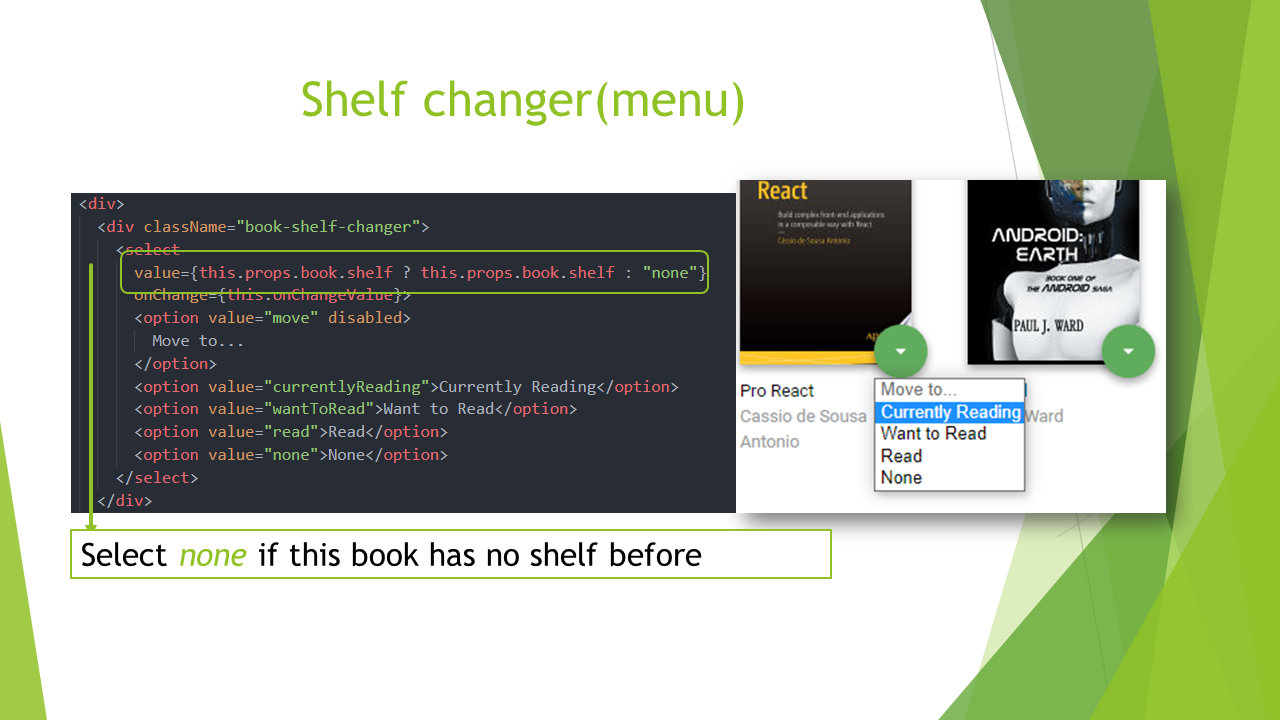 Shelf changer(menu)
<div>
<div className="book-shelf-changer">
<select
value={this.props.book.shelf ? this.props.book.shelf : "none"}
onChange={this.onChangeValue}>
<option value="move" disabled>
Move to...
</option>
<option value="currentlyReading">Currently Reading</option>
<option value="wantToRead">Want to Read</option>
<option value="read">Read</option>
<option value="none">None</option>
</select>
</div>
React
Build complex front-end applications
in a composable way with React
Cássio de Sousa Antonio
ANDROID:
EARTH
BOOK ONE OF
THE ANDROID SAGA
PAUL J. WARD
Pro React
Cassio de Sousa
Antonio
Move to...
Currently Reading
Want to Read
Read
None
Ward
Select none if this book has no shelf before